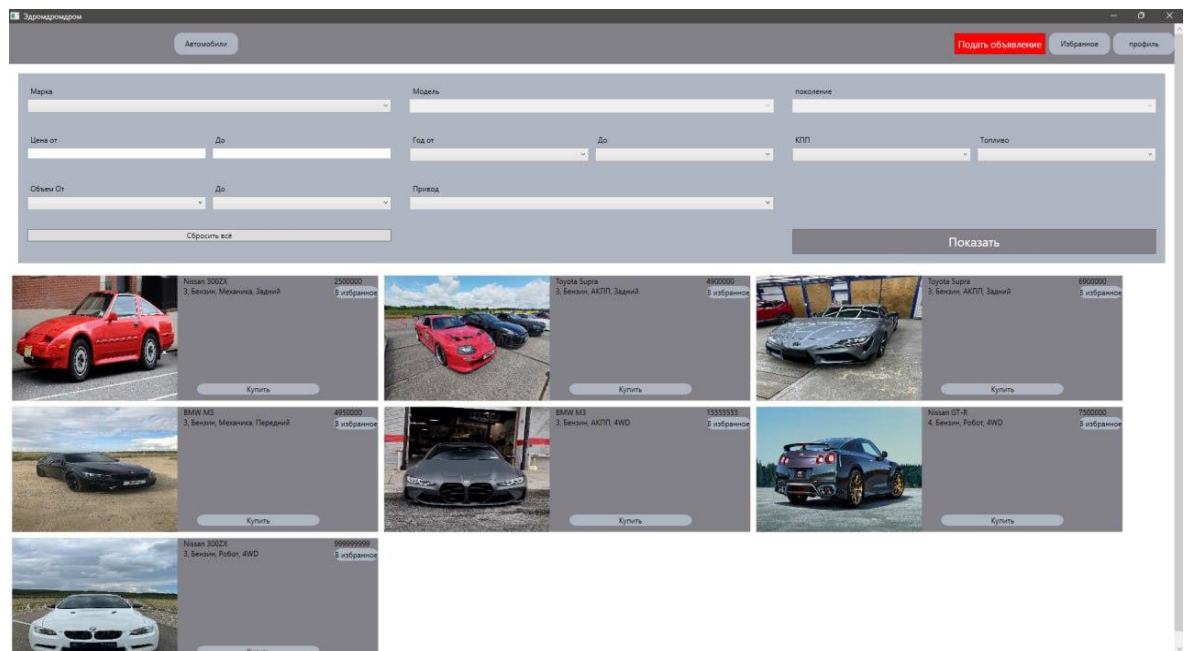 Эдромдромдром
Автомобили
Подать объявление
Избранное
профиль
Марка
Модель
поколение
Цена от
До
Год от
До
КПП
Топливо
Объем От
До
Привод
Сбросить всё
Показать
Nissan 300ZX
2500000
3, Бензин, Механика, Задний
В избранное
Купить
Toyota Supra
4900000
3, Бензин, АКПП, Задний
В избранное
Купить
Toyota Supra
6900000
3, Бензин, АКПП, Задний
В избранное
Купить
BMW M3
4950000
3, Бензин, Механика, Передний
В избранное
Купить
BMW M3
15555555
3, Бензин, АКПП, 4WD
В избранное
Купить
Nissan GT-R
7500000
4, Бензин, Робот, 4WD
В избранное
Купить
Nissan 300ZX
999999999
3, Бензин, Робот, 4WD
В избранное